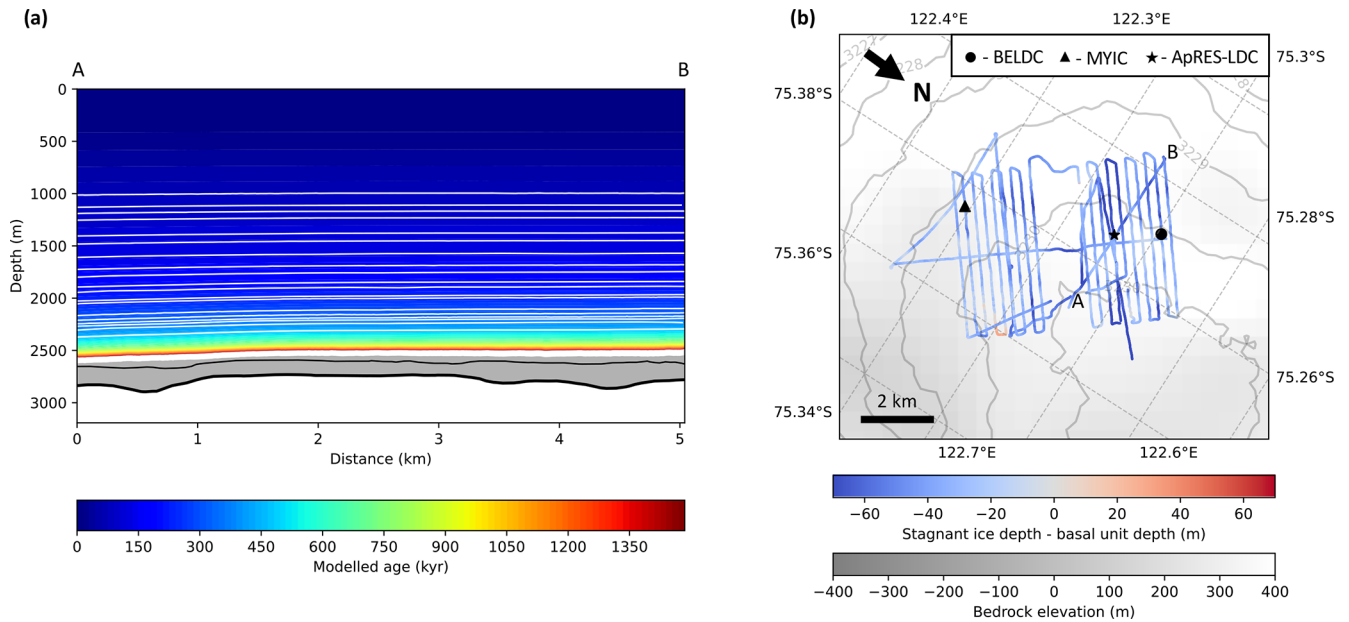 (a)
A
B
0
500
1000
1500
2000
2500
3000
Depth (m)
0
1
2
3
4
5
Distance (km)
0
150
300
450
600
750
900
1050
1200
1350
Modelled age (kyr)
(b)
122.4°E
122.3°E
- BELDC
- MYIC
- ApRES-LDC
75.3°S
N
3228
75.38°S
B
3229
75.28°S
75.36°S
A
75.26°S
2 km
75.34°S
122.7°E
122.6°E
−60
−40
−20
0
20
40
60
Stagnant ice depth - basal unit depth (m)
−400
−300
−200
−100
0
100
200
300
400
Bedrock elevation (m)